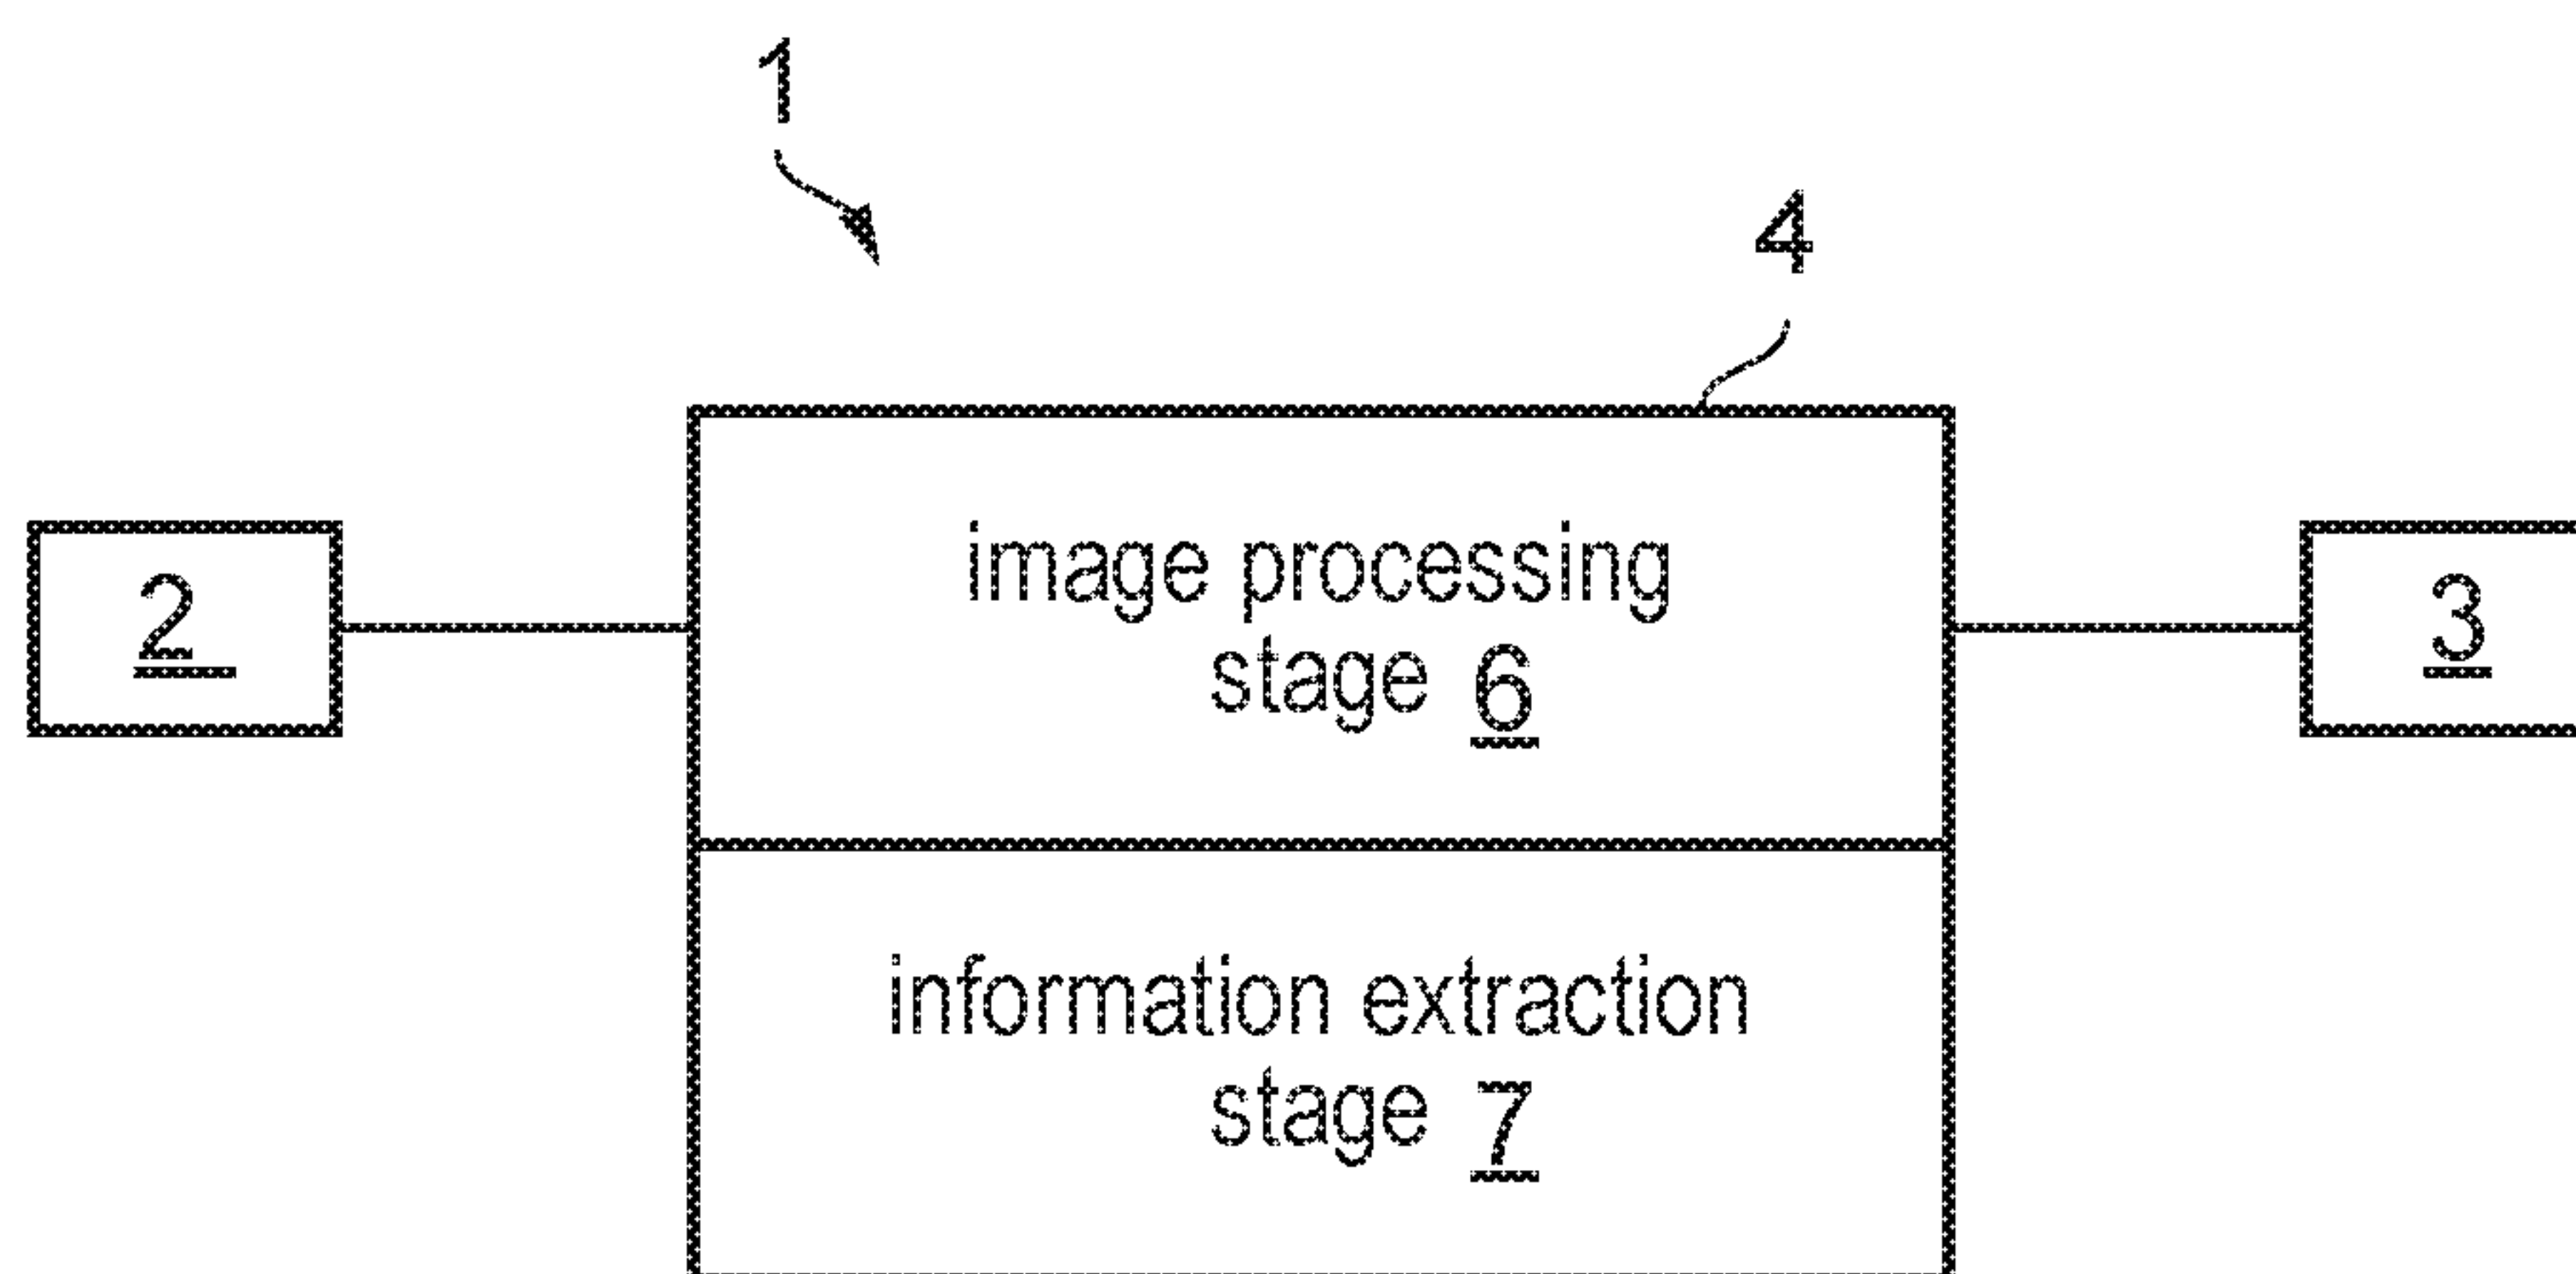 1
4
2
image processing
stage 6
3
information extraction
stage 7